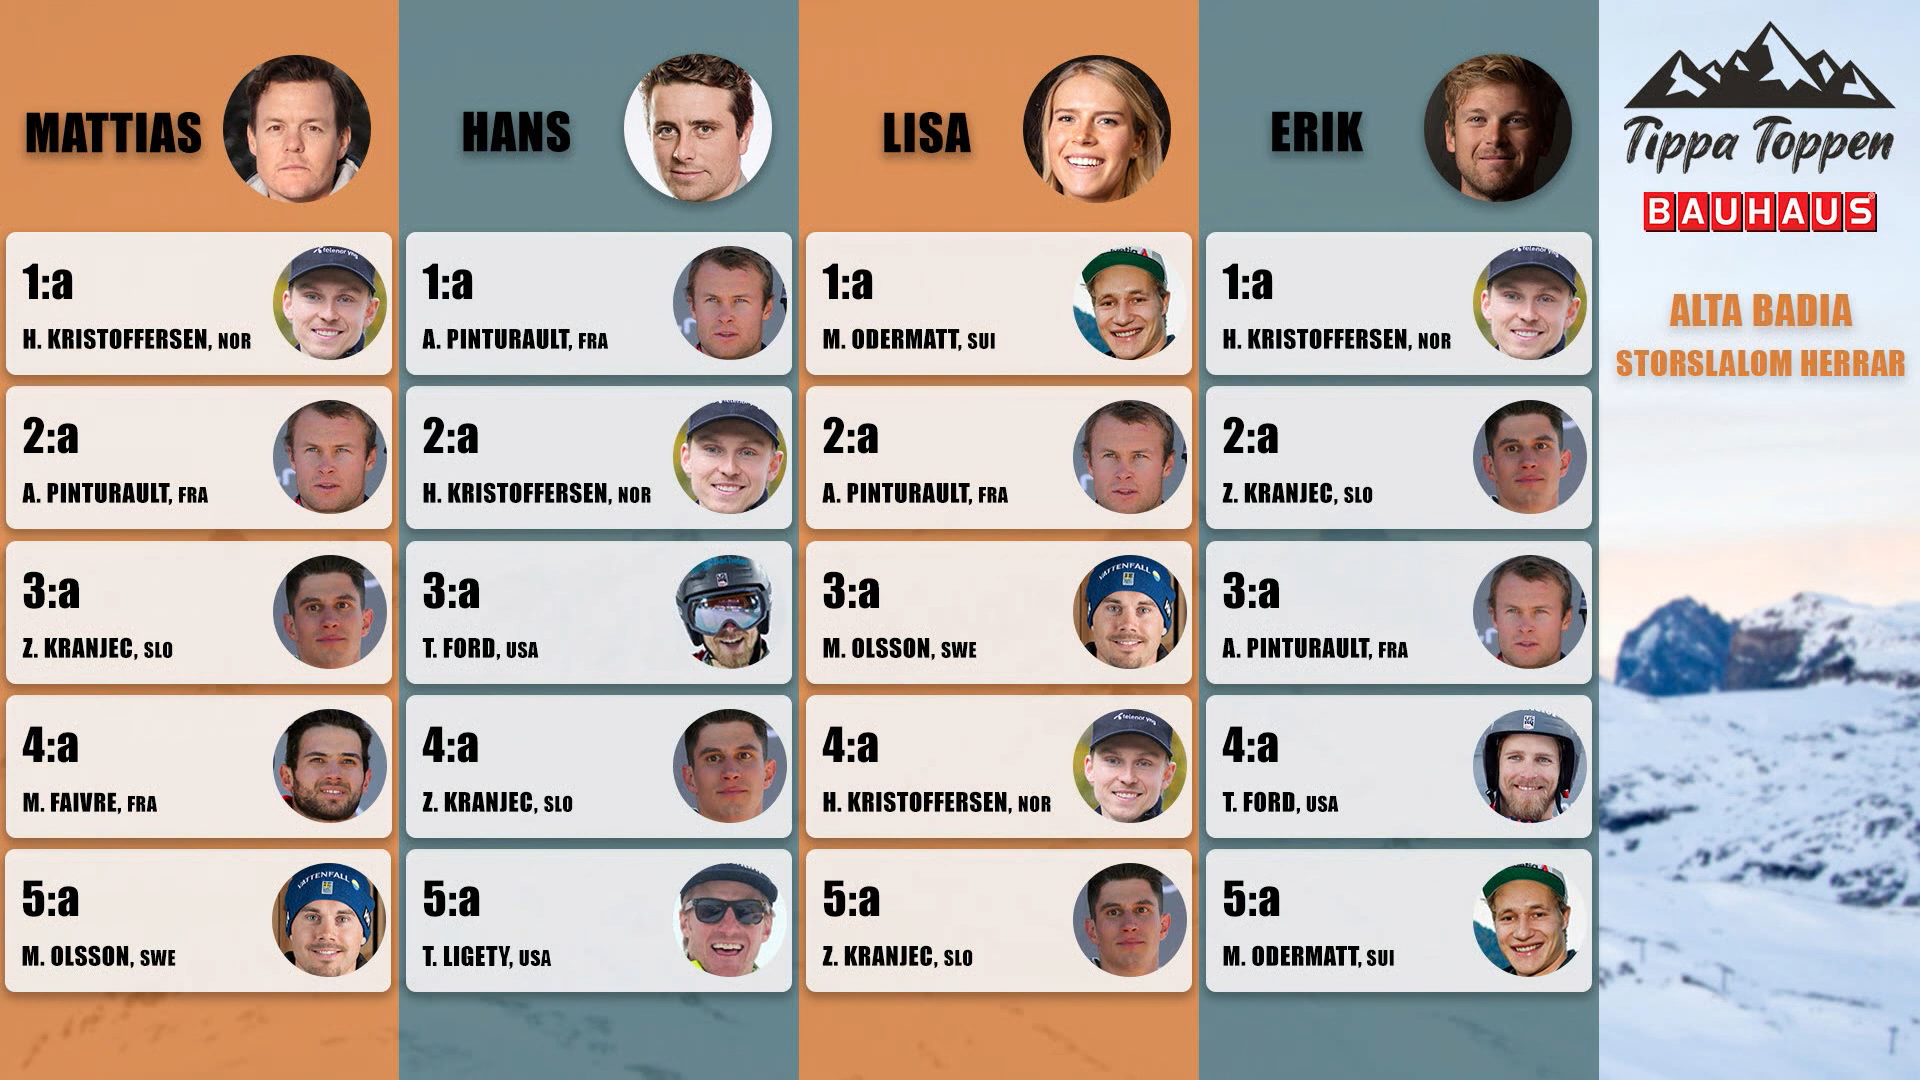 MATTIAS
1:a
H. KRISTOFFERSEN, NOR
2:a
A. PINTURAULT, FRA
3:a
Z. KRANJEC, SLO
4:a
M. FAIVRE, FRA
5:a
VATTENFALL
M. OLSSON, SWE
HANS
1:a
A. PINTURAULT, FRA
2:a
H. KRISTOFFERSEN, NOR
3:a
T. FORD, USA
4:a
Z. KRANJEC, SLO
5:a
T. LIGETY, USA
LISA
1:a
M. ODERMATT, SUI
2:a
A. PINTURAULT, FRA
3:a
VATTENFALL
M. OLSSON, SWE
4:a
telenor
H. KRISTOFFERSEN, NOR
5:a
Z. KRANJEC, SLO
ERIK
1:a
H. KRISTOFFERSEN, NOR
2:a
Z. KRANJEC, SLO
3:a
A. PINTURAULT, FRA
4:a
T. FORD, USA
5:a
M. ODERMATT, SUI
Tippa Toppen
BAUHAUS
ALTA BADIA
STORSLALOM HERRAR